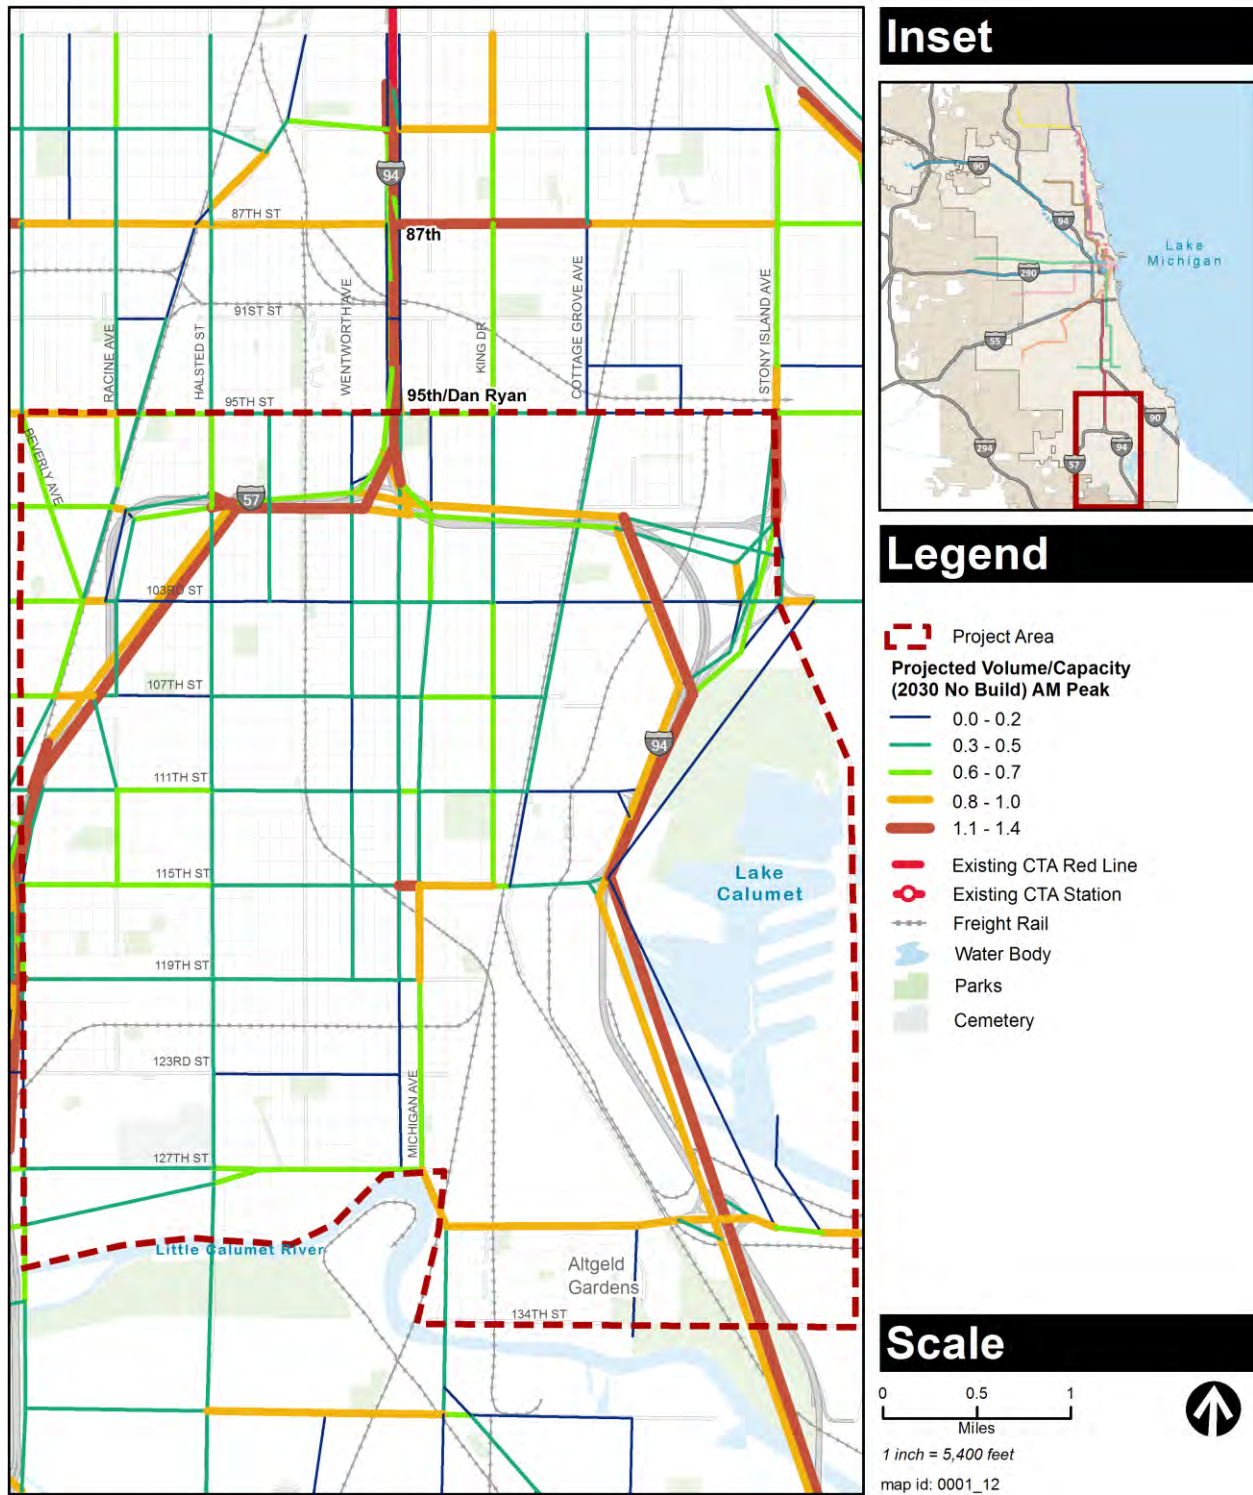 94
87TH ST
87th
91ST ST
RACINE AVE
HALSTED ST
WENTWORTH AVE
KING DR
COTTAGE GROVE AVE
STONY ISLAND AVE
95TH ST
95th/Dan Ryan
BEVERLY AVE
57
103RD ST
107TH ST
94
111TH ST
115TH ST
Lake
Calumet
119TH ST
123RD ST
MICHIGAN AVE
127TH ST
Little Calumet River
Altgeld
Gardens
134TH ST
Inset
90
94
Lake
Michigan
290
55
90
294
94
57
Legend
Project Area
Projected Volume/Capacity
(2030 No Build) AM Peak
0.0 - 0.2
0.3 - 0.5
0.6 - 0.7
0.8 - 1.0
1.1 - 1.4
Existing CTA Red Line
Existing CTA Station
Freight Rail
Water Body
Parks
Cemetery
Scale
0 0.5 1
Miles
1 inch = 5,400 feet
map id: 0001_12